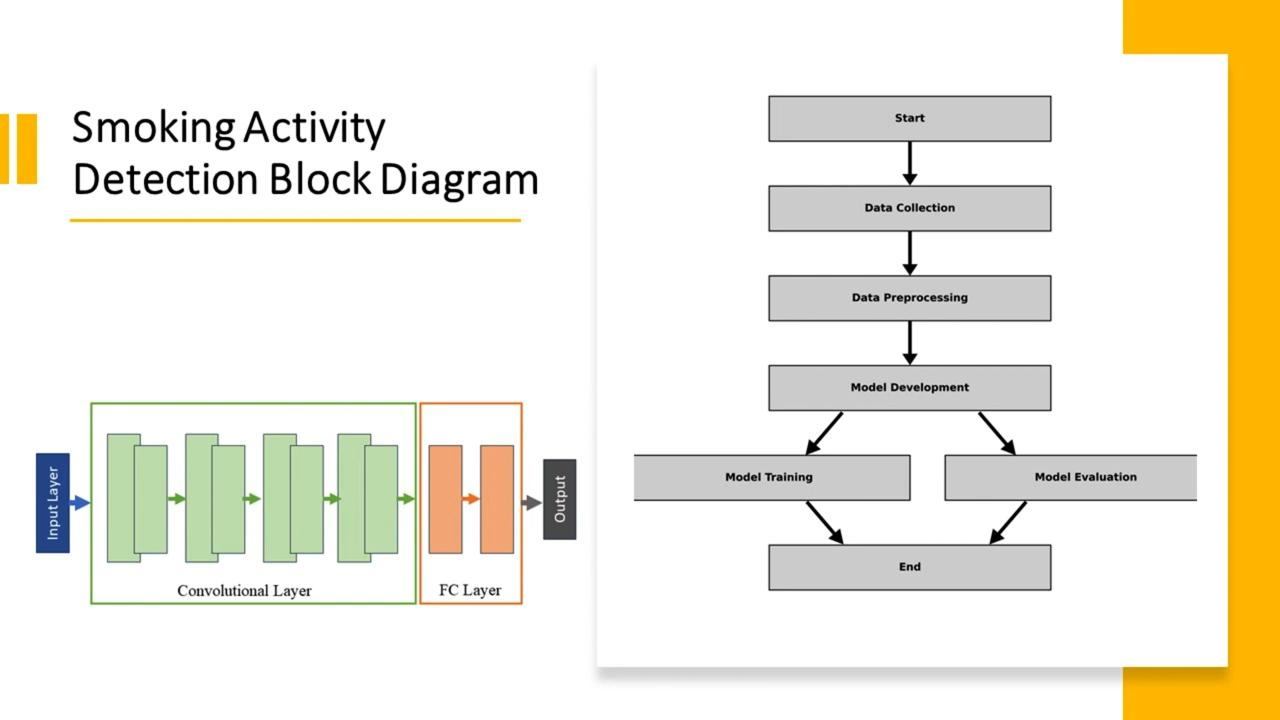 Smoking Activity
Detection Block Diagram
Input Layer
Convolutional Layer
FC Layer
Output
Start
Data Collection
Data Preprocessing
Model Development
Model Training
Model Evaluation
End